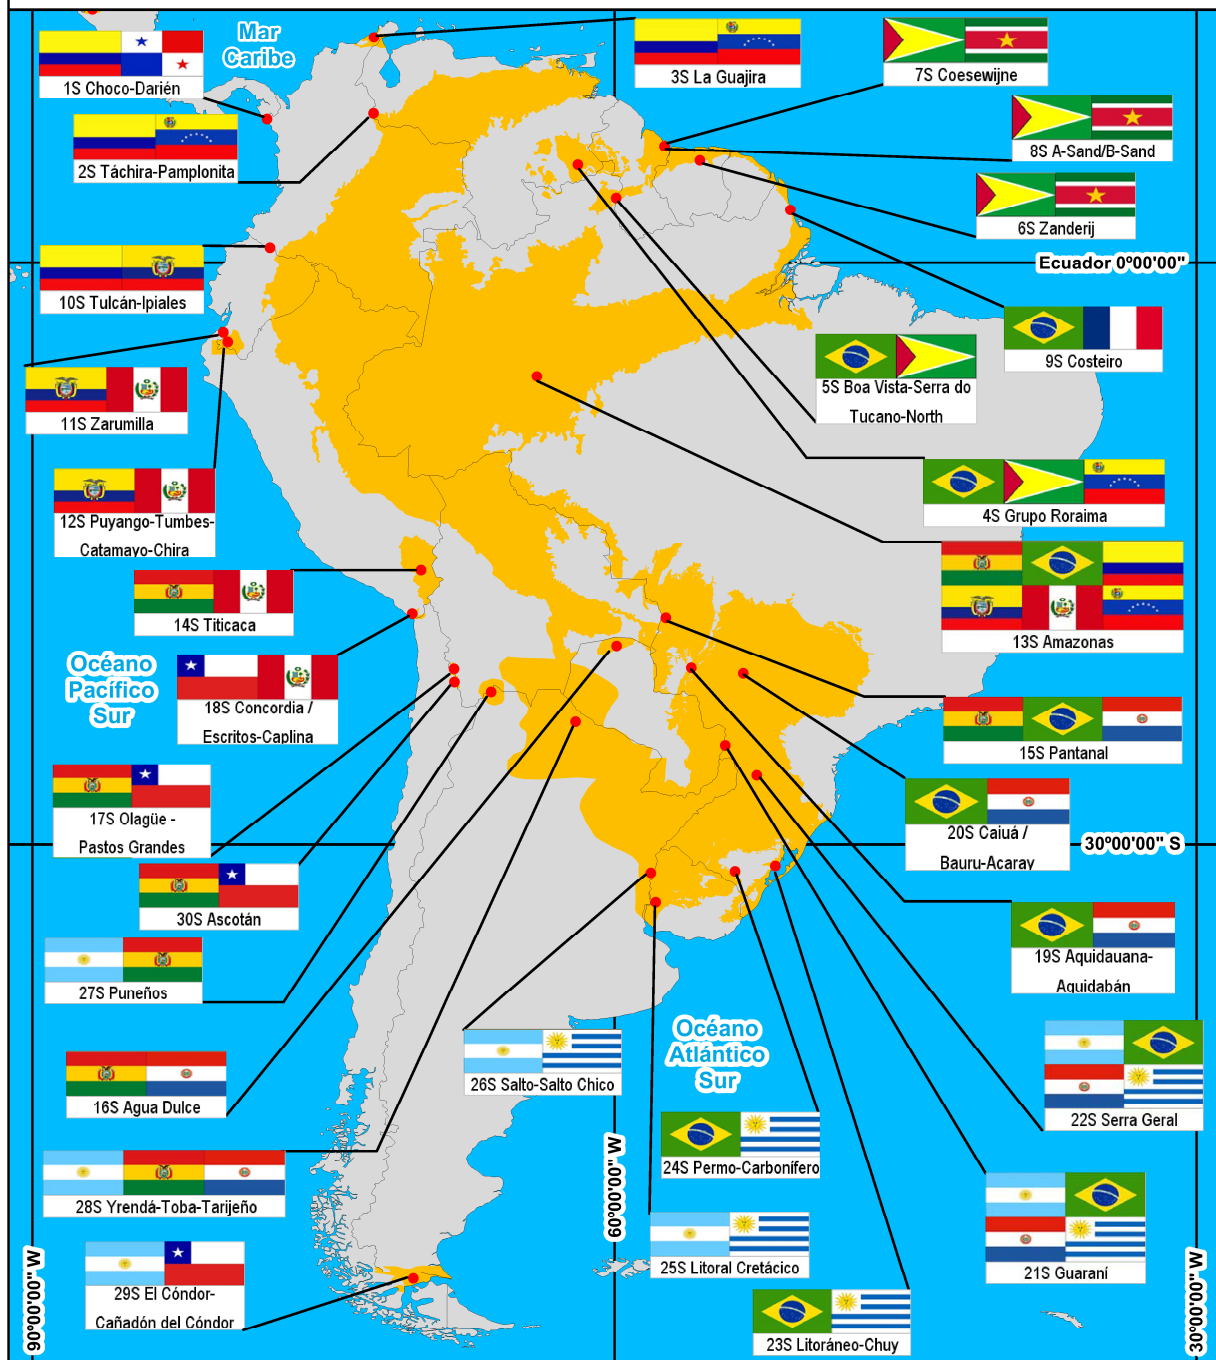 Mar
Caribe
1S Choco-Darién
2S Táchira-Pamplonita
3S La Guajira
7S Coesewijne
8S A-Sand/B-Sand
6S Zanderij
Ecuador 0º00'00"
10S Tulcán-Ipiales
9S Costeiro
5S Boa Vista-Serra do
Tucano-North
11S Zarumilla
4S Grupo Roraima
12S Puyango-Tumbes-
Catamayo-Chira
14S Titicaca
13S Amazonas
Océano
Pacífico
Sur
18S Concordia /
Escritos-Caplina
15S Pantanal
17S Olagüe -
Pastos Grandes
20S Caiuá /
Bauru-Acaray
30º00'00" S
30S Ascotán
19S Aquidauana-
Aquidabán
27S Puneños
Océano
Atlántico
Sur
26S Salto-Salto Chico
16S Agua Dulce
22S Serra Geral
24S Permo-Carbonífero
28S Yrendá-Toba-Tarijeño
60º00'00" W
25S Litoral Cretácico
21S Guaraní
29S El Cóndor-
Cañadón del Cóndor
23S Litoráneo-Chuy
90º00'00" W
30º00'00" W